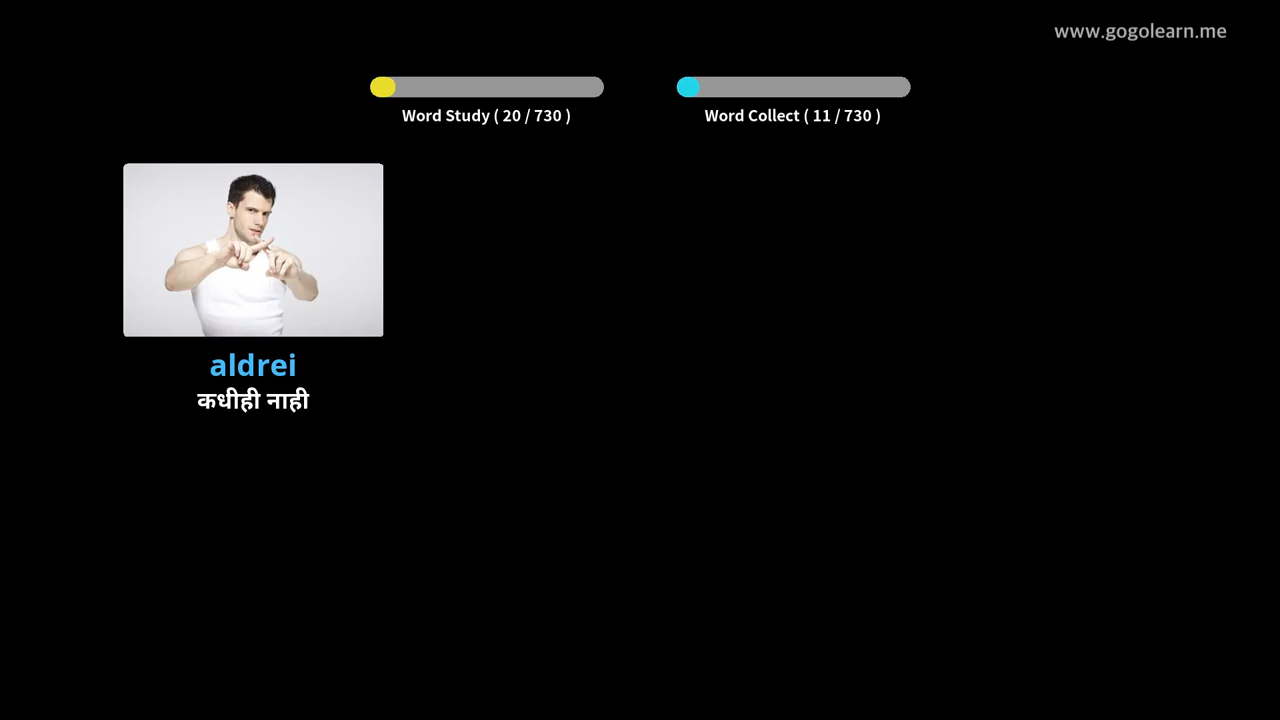 www.gogolearn.me
Word Study ( 20 / 730 )
Word Collect ( 11 / 730 )
aldrei
कधीही नाही